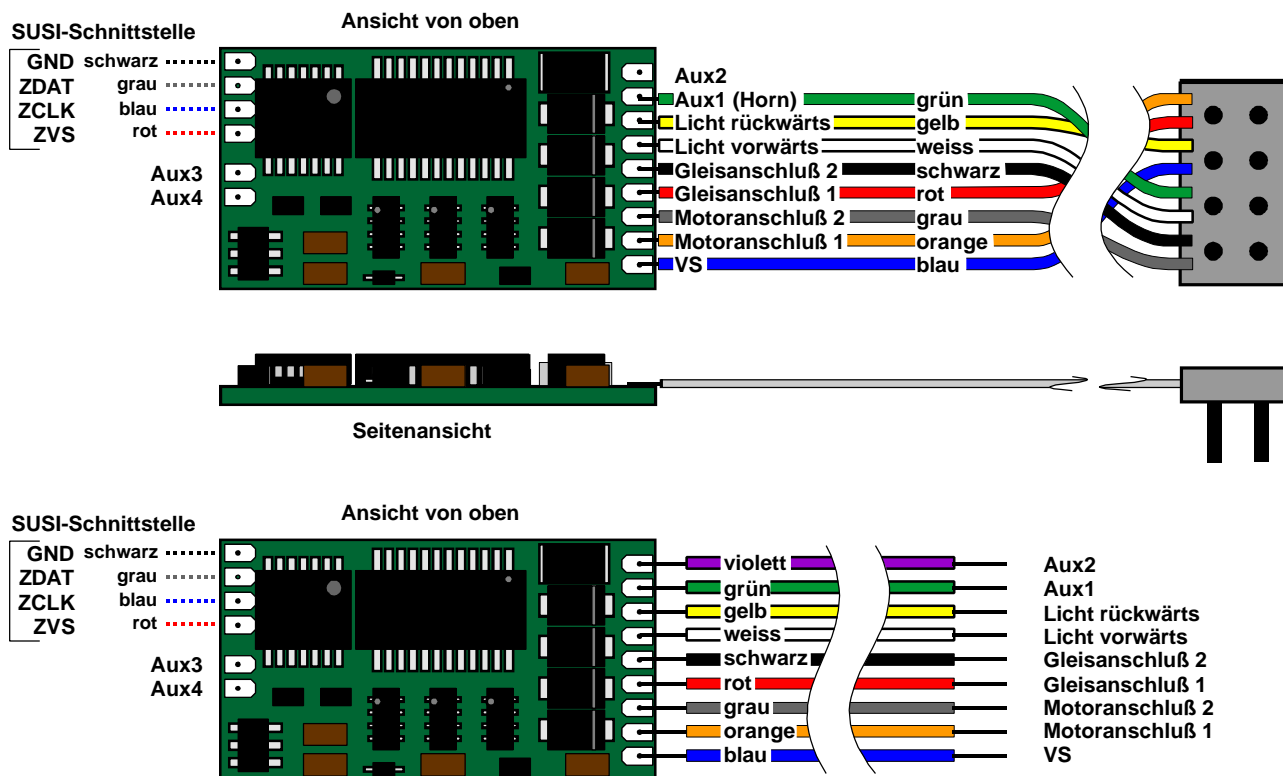 Ansicht von oben
SUSI-Schnittstelle
GND schwarz
ZDAT grau
ZCLK blau
ZVS rot
Aux3
Aux4
Aux2
Aux1 (Horn) grün
Licht rückwärts gelb
Licht vorwärts weiss
Gleisanschluß 2 schwarz
Gleisanschluß 1 rot
Motoranschluß 2 grau
Motoranschluß 1 orange
VS blau
Seitenansicht
Ansicht von oben
SUSI-Schnittstelle
GND schwarz
ZDAT grau
ZCLK blau
ZVS rot
Aux3
Aux4
violett Aux2
grün Aux1
gelb Licht rückwärts
weiss Licht vorwärts
schwarz Gleisanschluß 2
rot Gleisanschluß 1
grau Motoranschluß 2
orange Motoranschluß 1
blau VS